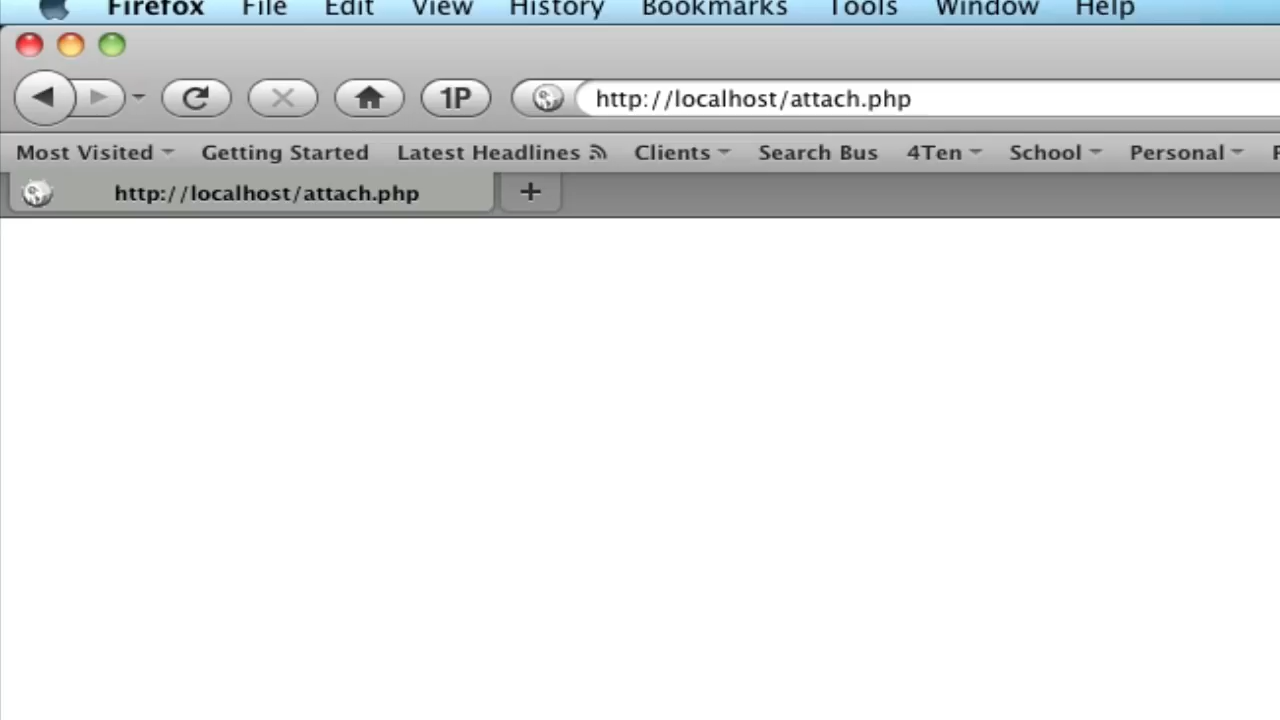 Firefox File Edit View History Bookmarks Tools Window Help
1P http://localhost/attach.php
Most Visited Getting Started Latest Headlines Clients Search Bus 4Ten School Personal
http://localhost/attach.php +